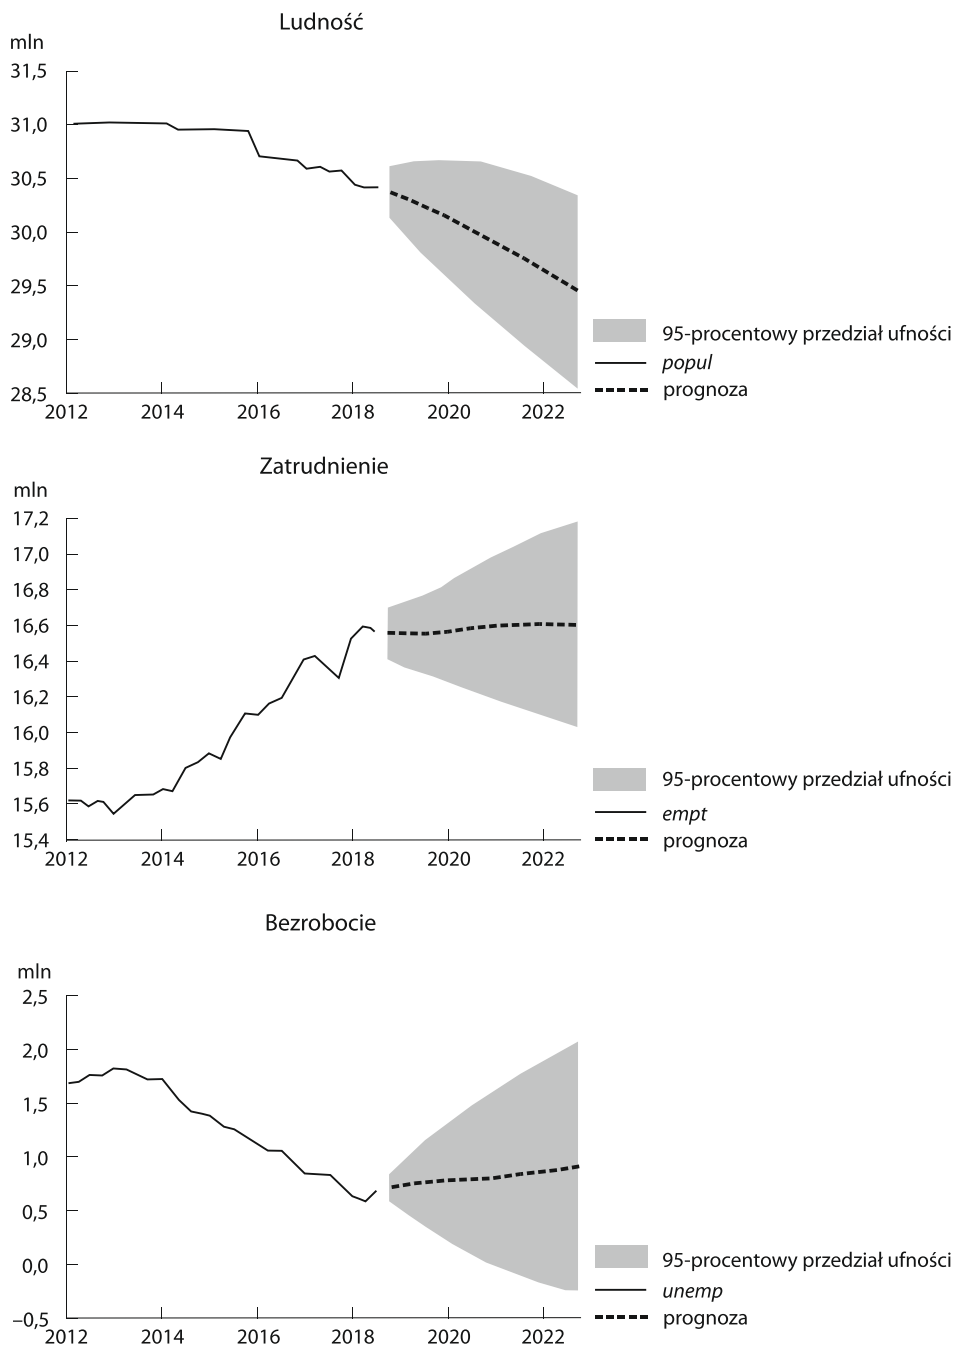 Ludność
mln
31,5
31,0
30,5
30,0
29,5
29,0
28,5
2012 2014 2016 2018 2020 2022
95-procentowy przedział ufności
popul
prognoza
Zatrudnienie
mln
17,2
17,0
16,8
16,6
16,4
16,2
16,0
15,8
15,6
15,4
2012 2014 2016 2018 2020 2022
95-procentowy przedział ufności
empt
prognoza
Bezrobocie
mln
2,5
2,0
1,5
1,0
0,5
0,0
–0,5
2012 2014 2016 2018 2020 2022
95-procentowy przedział ufności
unemp
prognoza